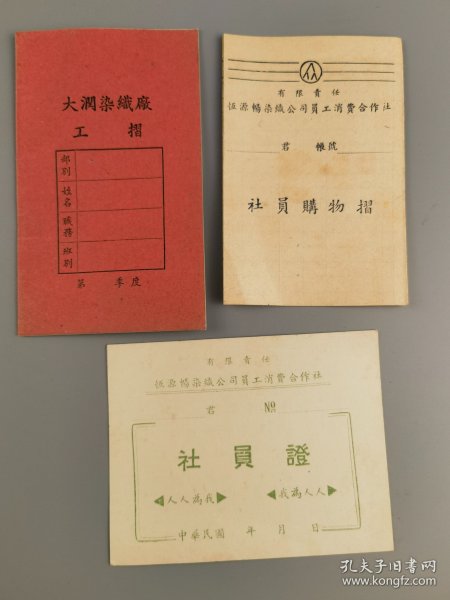 大潤染織廠
工摺
部別
姓名
職務
班別
第 季度
有限責任
恆源暢染織公司員工消費合作社
君 帳號
社員購物摺
有限責任
恆源暢染織公司員工消費合作社
君 No
社員證
人人為我
我為人人
中華民國 年 月 日
孔夫子旧书网
www.kongfz.com